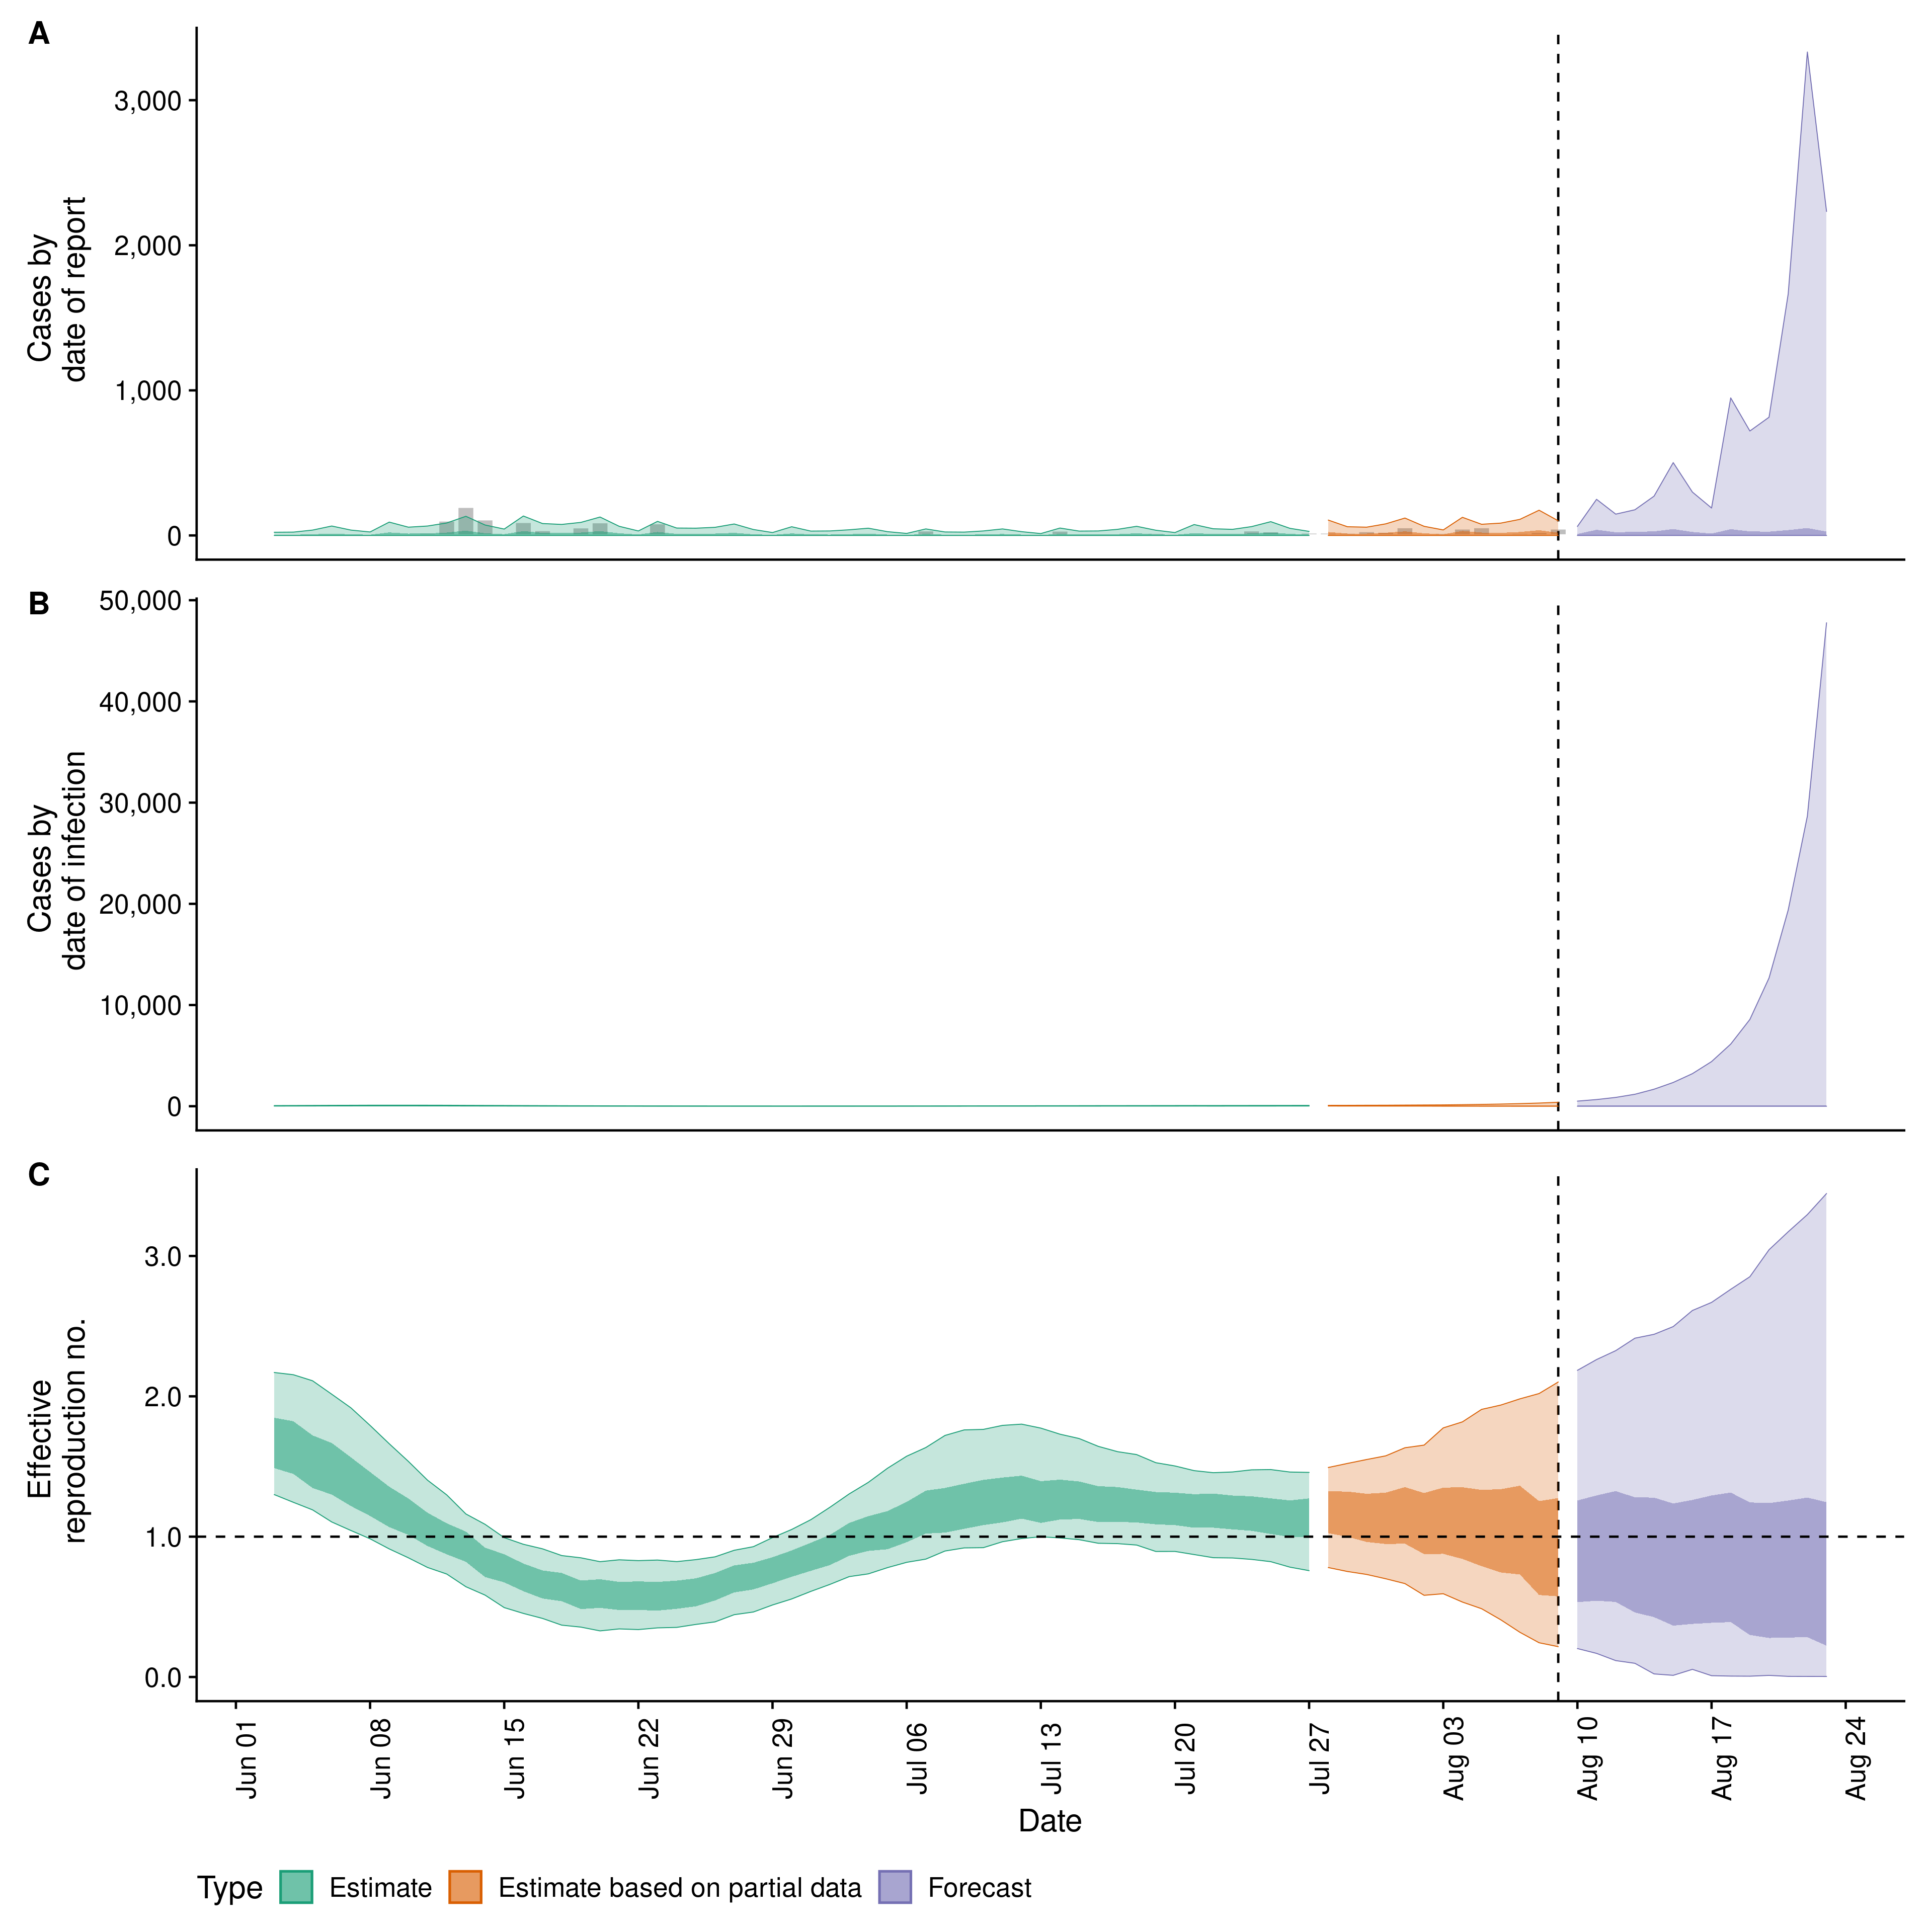 A
3,000
2,000
1,000
0
Cases by
date of report
B
50,000
40,000
30,000
20,000
10,000
0
Cases by
date of infection
C
3.0
2.0
1.0
0.0
Effective
reproduction no.
Jun 01
Jun 08
Jun 15
Jun 22
Jun 29
Jul 06
Jul 13
Jul 20
Jul 27
Aug 03
Aug 10
Aug 17
Aug 24
Date
Type Estimate Estimate based on partial data Forecast